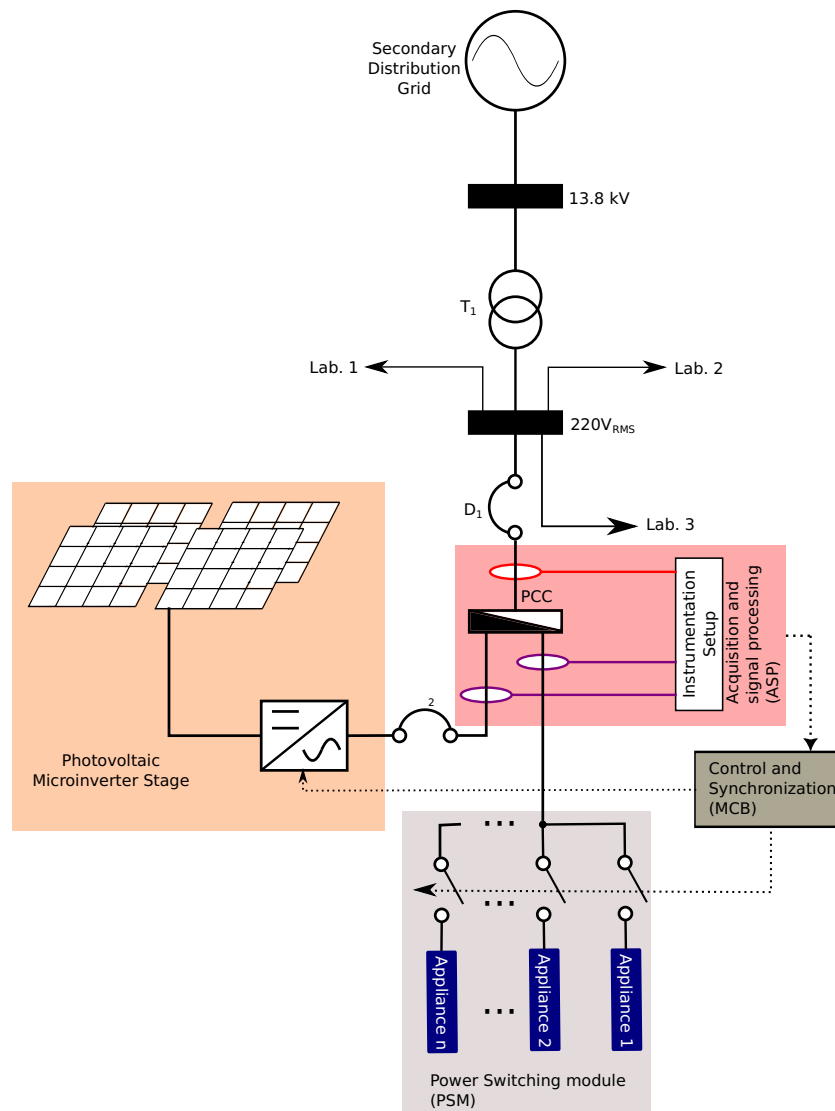 Secondary
Distribution
Grid
13.8 kV
T1
Lab. 1
Lab. 2
220VRMS
D1
Lab. 3
PCC
Instrumentation
Setup
Acquisition and
signal processing
(ASP)
2
Photovoltaic
Microinverter Stage
Control and
Synchronization
(MCB)
...
...
Appliance n
...
Appliance 2
Appliance 1
Power Switching module
(PSM)